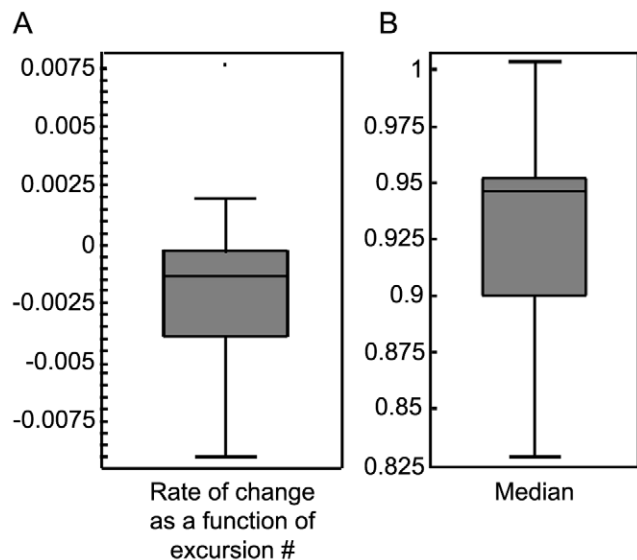 A
0.0075
0.005
0.0025
0
-0.0025
-0.005
-0.0075
Rate of change
as a function of
excursion #
B
1
0.975
0.95
0.925
0.9
0.875
0.85
0.825
Median